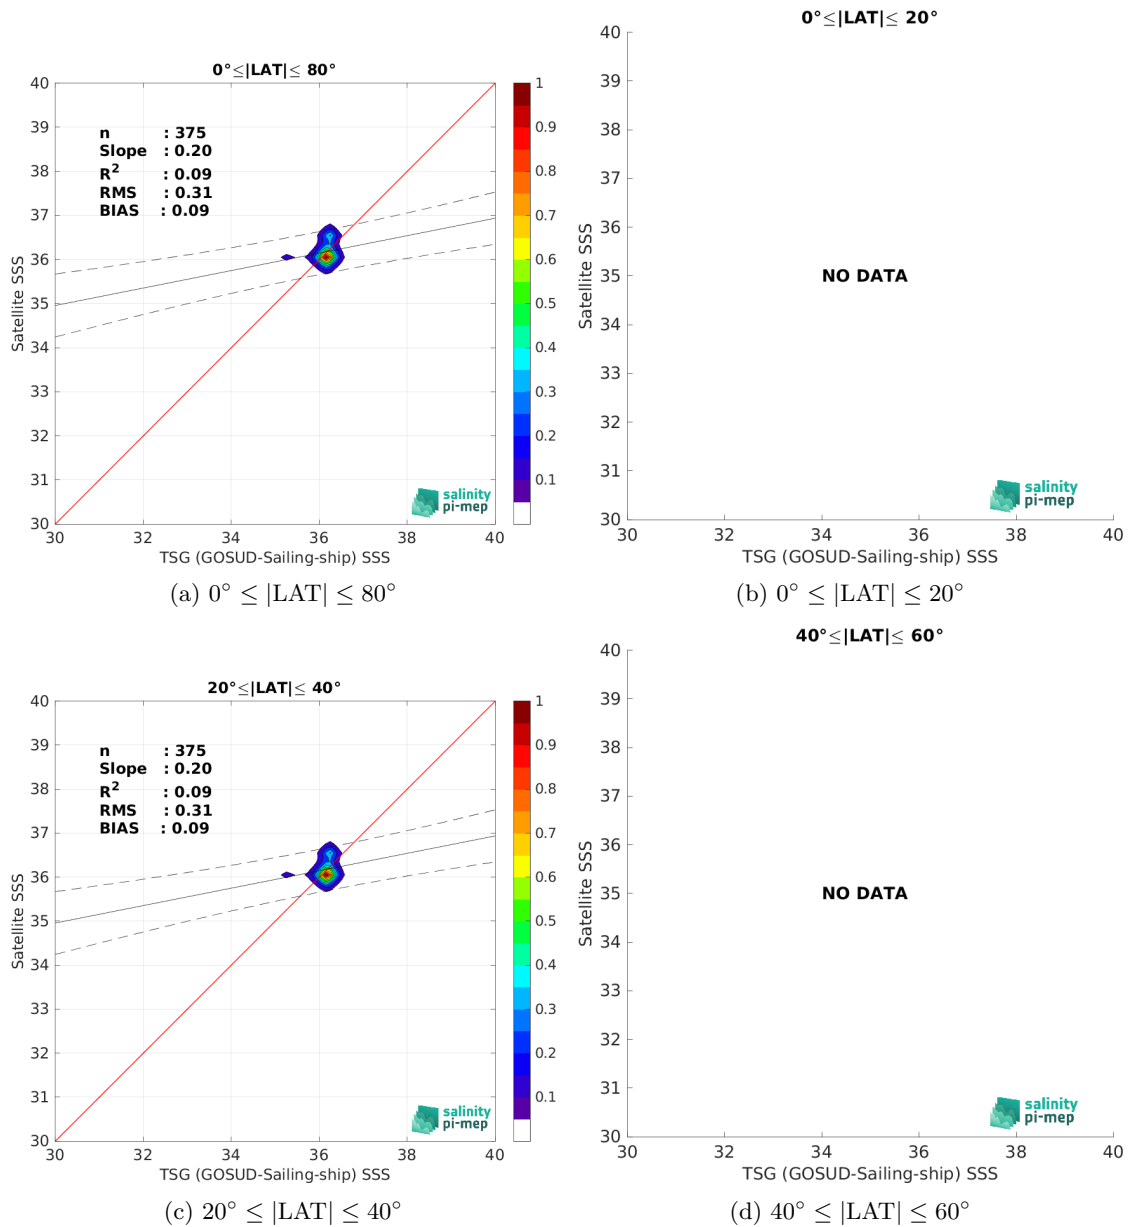 0°≤|LAT|≤ 80°
40
39
38
37
36
35
34
33
32
31
30
Satellite SSS
n : 375
Slope : 0.20
R² : 0.09
RMS : 0.31
BIAS : 0.09
salinity
pi-mep
30 32 34 36 38 40
TSG (GOSUD-Sailing-ship) SSS
1
0.9
0.8
0.7
0.6
0.5
0.4
0.3
0.2
0.1
(a) 0° ≤ |LAT| ≤ 80°
0°≤|LAT|≤ 20°
40
39
38
37
36
35
34
33
32
31
30
Satellite SSS
NO DATA
salinity
pi-mep
30 32 34 36 38 40
TSG (GOSUD-Sailing-ship) SSS
(b) 0° ≤ |LAT| ≤ 20°
20°≤|LAT|≤ 40°
40
39
38
37
36
35
34
33
32
31
30
Satellite SSS
n : 375
Slope : 0.20
R² : 0.09
RMS : 0.31
BIAS : 0.09
salinity
pi-mep
30 32 34 36 38 40
TSG (GOSUD-Sailing-ship) SSS
1
0.9
0.8
0.7
0.6
0.5
0.4
0.3
0.2
0.1
(c) 20° ≤ |LAT| ≤ 40°
40°≤|LAT|≤ 60°
40
39
38
37
36
35
34
33
32
31
30
Satellite SSS
NO DATA
salinity
pi-mep
30 32 34 36 38 40
TSG (GOSUD-Sailing-ship) SSS
(d) 40° ≤ |LAT| ≤ 60°